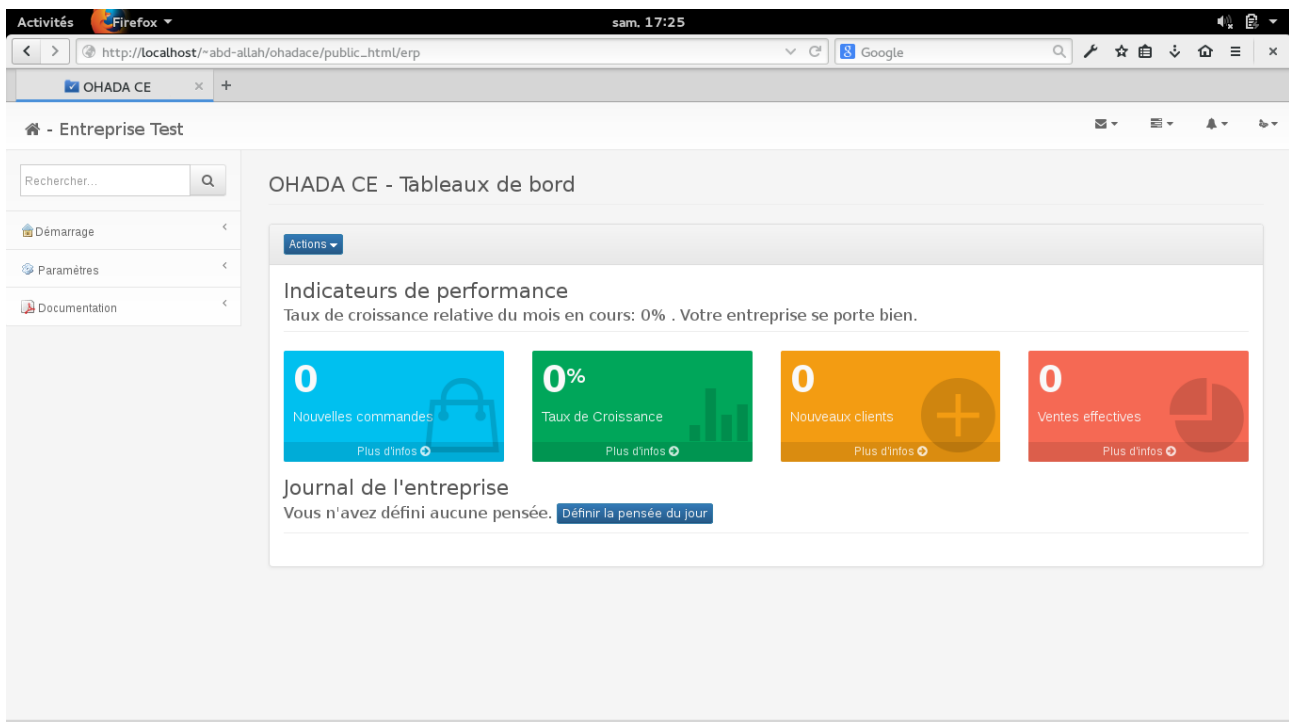 Activités Firefox sam. 17:25
http://localhost/~abd-allah/ohadace/public_html/erp Google
OHADA CE
- Entreprise Test
Rechercher...
Démarrage
Paramètres
Documentation
OHADA CE - Tableaux de bord
Actions
Indicateurs de performance
Taux de croissance relative du mois en cours: 0% . Votre entreprise se porte bien.
0 0% 0 0
Nouvelles commandes Taux de Croissance Nouveaux clients Ventes effectives
Plus d'infos Plus d'infos Plus d'infos Plus d'infos
Journal de l'entreprise
Vous n'avez défini aucune pensée. Définir la pensée du jour